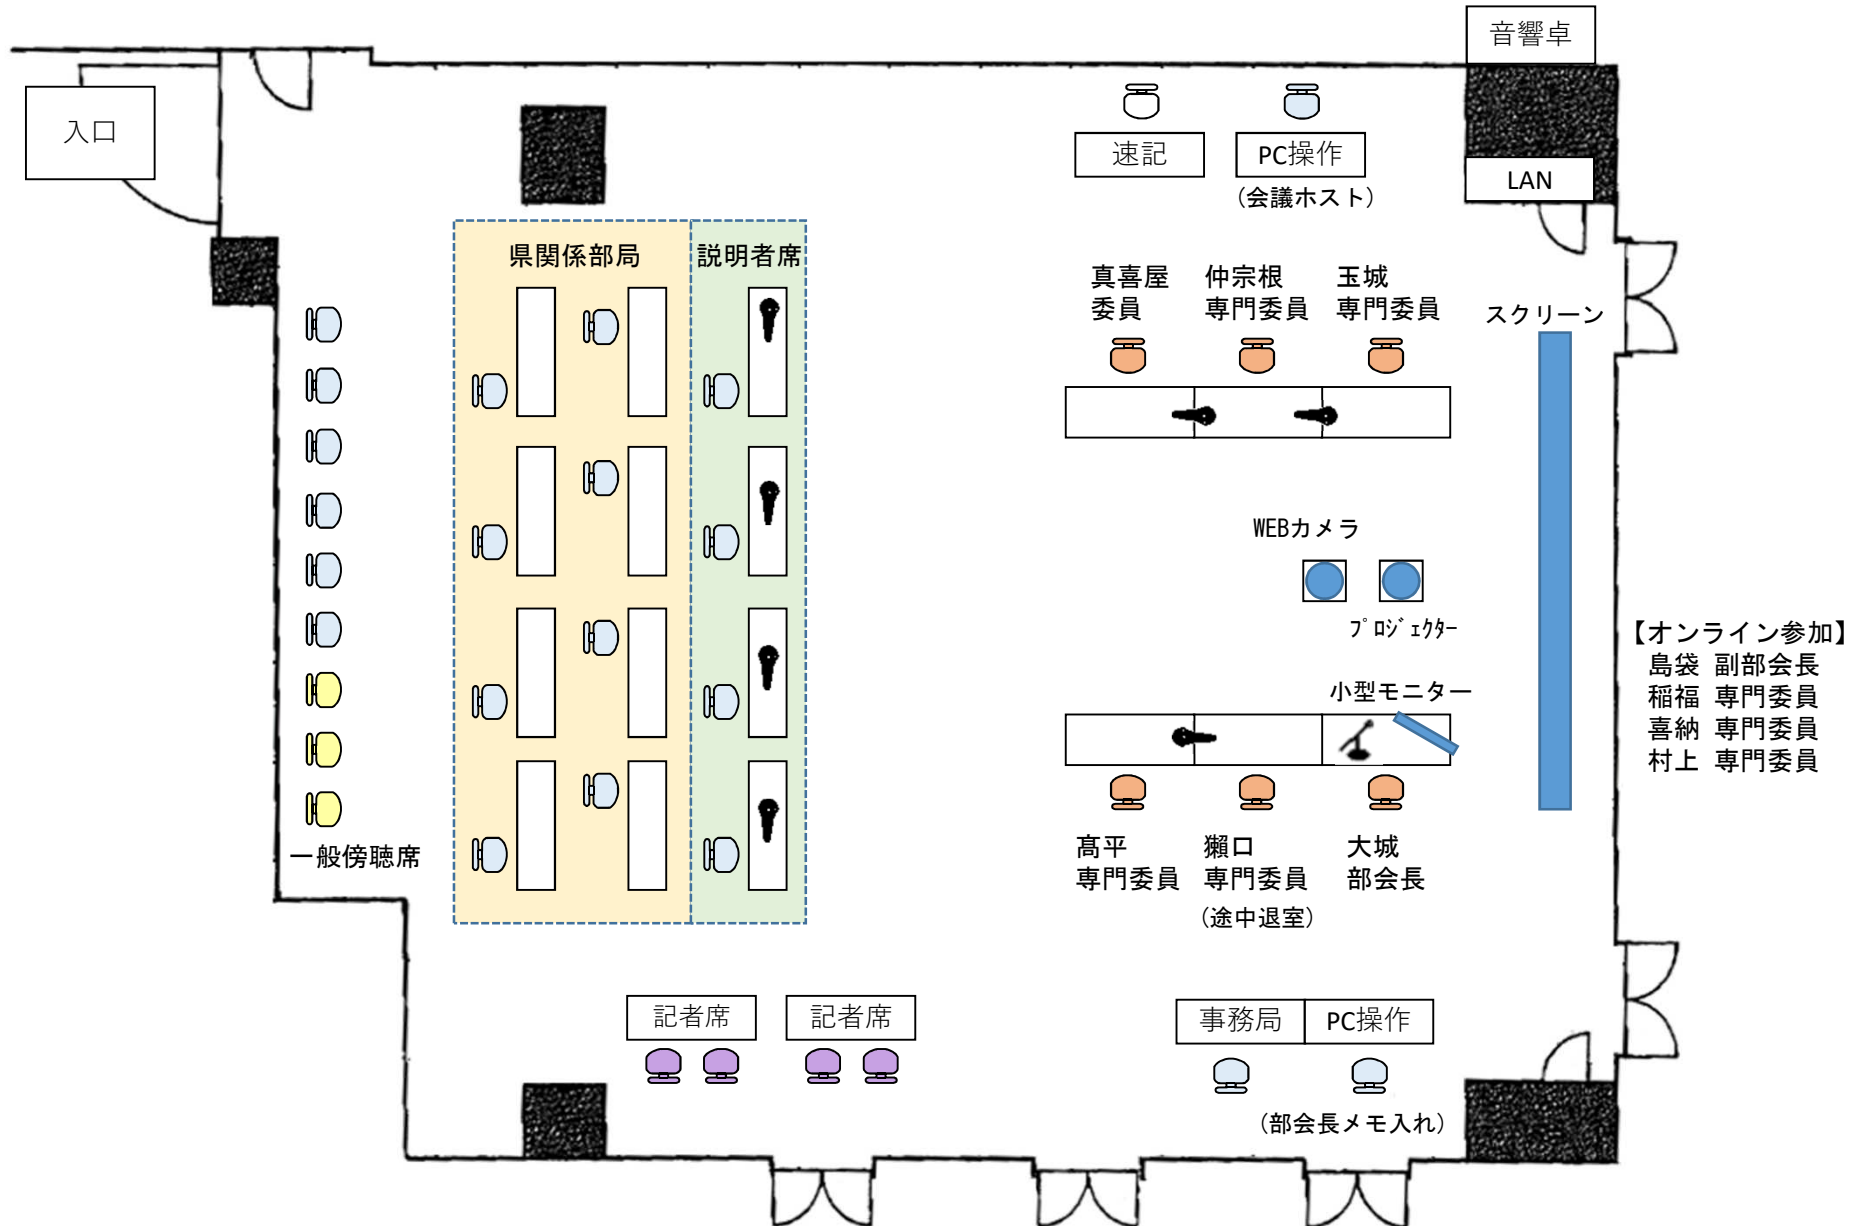 音響卓
入口
速記
PC操作
(会議ホスト)
LAN
県関係部局
説明者席
真喜屋
委員
仲宗根
専門委員
玉城
専門委員
スクリーン
WEBカメラ
ﾌﾟﾛｼﾞｪｸﾀｰ
小型モニター
【オンライン参加】
島袋 副部会長
稲福 専門委員
喜納 専門委員
村上 専門委員
一般傍聴席
髙平
専門委員
獺口
専門委員
(途中退室)
大城
部会長
記者席
記者席
事務局
PC操作
(部会長メモ入れ)